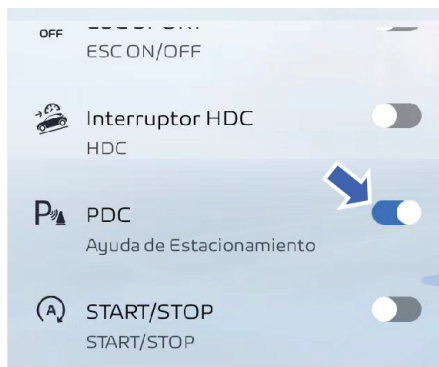 OFF
ESC ON/OFF
Interruptor HDC
HDC
P
PDC
Ayuda de Estacionamiento
A
START/STOP
START/STOP